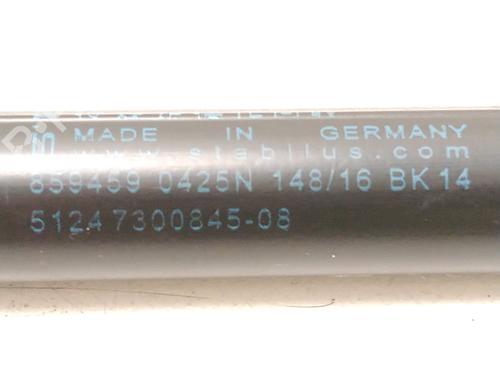 MADE IN GERMANY
www.stabilus.com
859459 0425N 148/16 BK14
51247300845-08